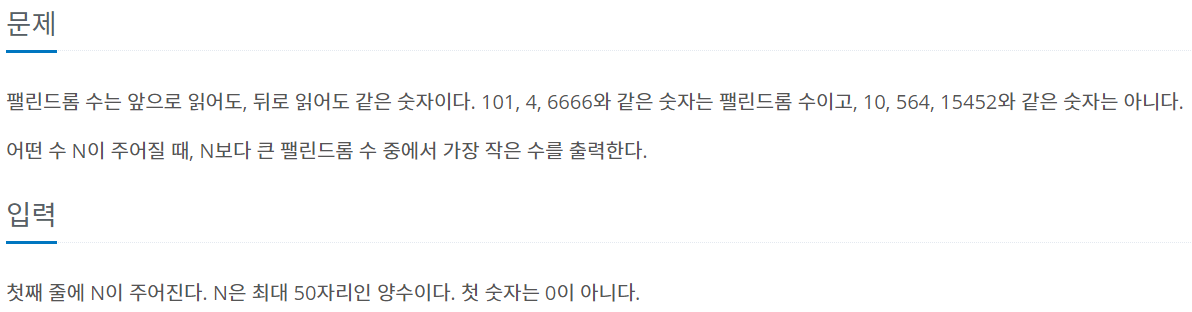 문제
팰린드롬 수는 앞으로 읽어도, 뒤로 읽어도 같은 숫자이다. 101, 4, 6666와 같은 숫자는 팰린드롬 수이고, 10, 564, 15452와 같은 숫자는 아니다.
어떤 수 N이 주어질 때, N보다 큰 팰린드롬 수 중에서 가장 작은 수를 출력한다.
입력
첫째 줄에 N이 주어진다. N은 최대 50자리인 양수이다. 첫 숫자는 0이 아니다.